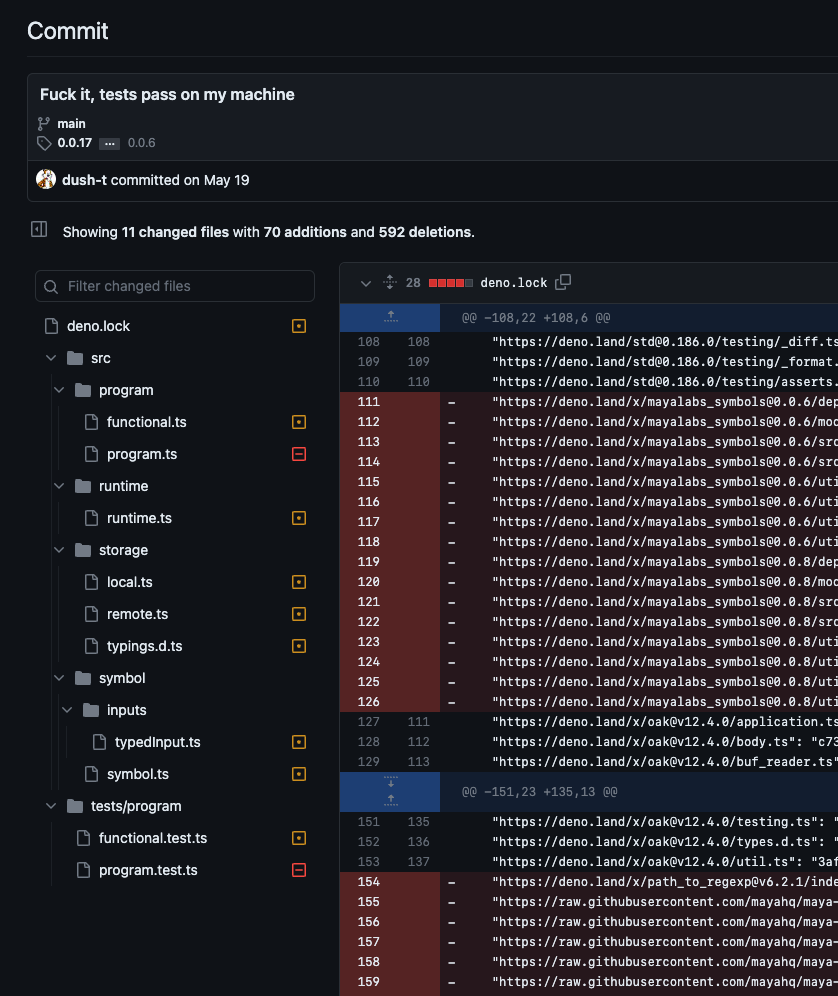 Commit
Fuck it, tests pass on my machine
main
0.0.17 ... 0.0.6
dush-t committed on May 19
Showing 11 changed files with 70 additions and 592 deletions.
Filter changed files
deno.lock
src
program
functional.ts
program.ts
runtime
runtime.ts
storage
local.ts
remote.ts
typings.d.ts
symbol
inputs
typedInput.ts
symbol.ts
tests/program
functional.test.ts
program.test.ts
28 deno.lock
@@ -108,22 +108,6 @@
108 108 "https://deno.land/std@0.186.0/testing/_diff.ts
109 109 "https://deno.land/std@0.186.0/testing/_format.
110 110 "https://deno.land/std@0.186.0/testing/asserts.
111 - "https://deno.land/x/mayalabs_symbols@0.0.6/dep
112 - "https://deno.land/x/mayalabs_symbols@0.0.6/mod
113 - "https://deno.land/x/mayalabs_symbols@0.0.6/src
114 - "https://deno.land/x/mayalabs_symbols@0.0.6/src
115 - "https://deno.land/x/mayalabs_symbols@0.0.6/uti
116 - "https://deno.land/x/mayalabs_symbols@0.0.6/uti
117 - "https://deno.land/x/mayalabs_symbols@0.0.6/uti
118 - "https://deno.land/x/mayalabs_symbols@0.0.6/uti
119 - "https://deno.land/x/mayalabs_symbols@0.0.8/dep
120 - "https://deno.land/x/mayalabs_symbols@0.0.8/mod
121 - "https://deno.land/x/mayalabs_symbols@0.0.8/src
122 - "https://deno.land/x/mayalabs_symbols@0.0.8/src
123 - "https://deno.land/x/mayalabs_symbols@0.0.8/uti
124 - "https://deno.land/x/mayalabs_symbols@0.0.8/uti
125 - "https://deno.land/x/mayalabs_symbols@0.0.8/uti
126 - "https://deno.land/x/mayalabs_symbols@0.0.8/uti
127 111 "https://deno.land/x/oak@v12.4.0/application.ts
128 112 "https://deno.land/x/oak@v12.4.0/body.ts": "c73
129 113 "https://deno.land/x/oak@v12.4.0/buf_reader.ts"
@@ -151,23 +135,13 @@
151 135 "https://deno.land/x/oak@v12.4.0/testing.ts": "
152 136 "https://deno.land/x/oak@v12.4.0/types.d.ts": "
153 137 "https://deno.land/x/oak@v12.4.0/util.ts": "3af
154 - "https://deno.land/x/path_to_regexp@v6.2.1/inde
155 - "https://raw.githubusercontent.com/mayahq/maya-
156 - "https://raw.githubusercontent.com/mayahq/maya-
157 - "https://raw.githubusercontent.com/mayahq/maya-
158 - "https://raw.githubusercontent.com/mayahq/maya-
159 - "https://raw.githubusercontent.com/mayahq/maya-